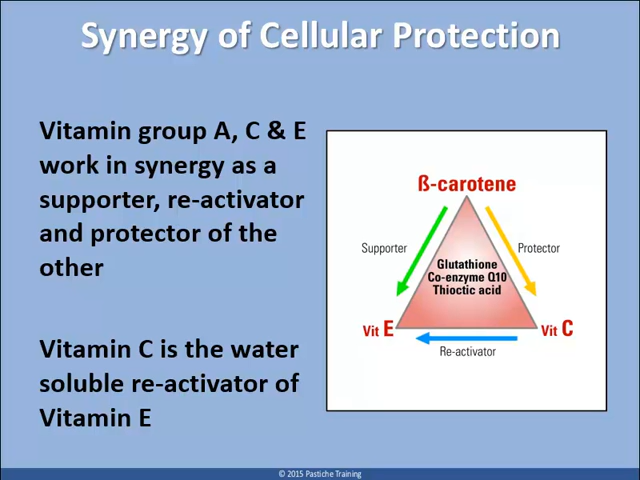 Synergy of Cellular Protection
Vitamin group A, C & E
work in synergy as a
supporter, re-activator
and protector of the
other
Vitamin C is the water
soluble re-activator of
Vitamin E
ß-carotene
Supporter
Protector
Glutathione
Co-enzyme Q10
Thioctic acid
Vit E
Vit C
Re-activator
© 2015 Pastiche Training